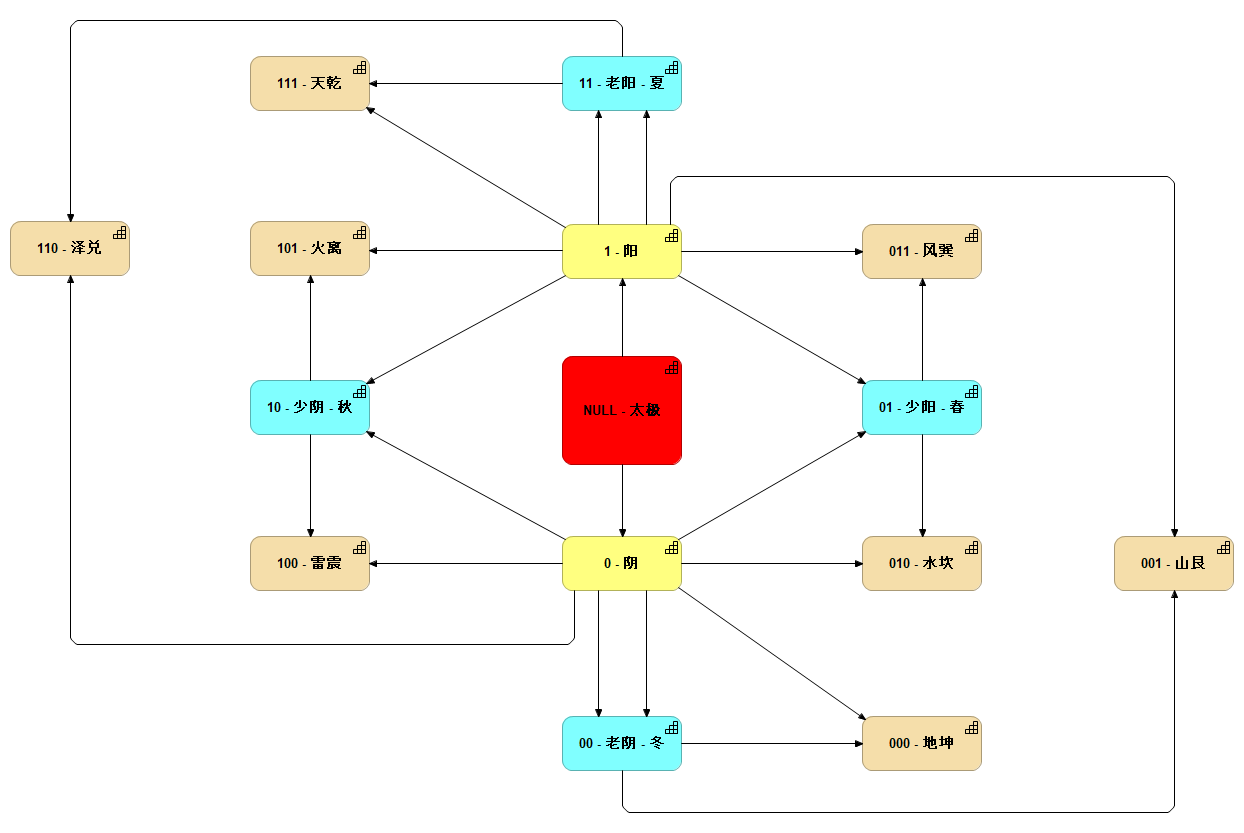 111 - 天乾
11 - 老阳 - 夏
110 - 泽兑
101 - 火离
1 - 阳
011 - 风巽
10 - 少阴 - 秋
NULL - 太极
01 - 少阳 - 春
100 - 雷震
0 - 阴
010 - 水坎
001 - 山艮
00 - 老阴 - 冬
000 - 地坤